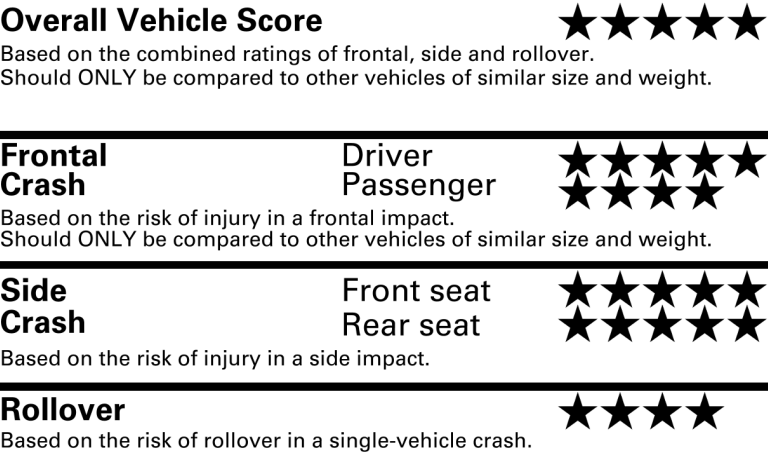 Overall Vehicle Score ★★★★★
Based on the combined ratings of frontal, side and rollover.
Should ONLY be compared to other vehicles of similar size and weight.
Frontal Driver ★★★★★
Crash Passenger ★★★★
Based on the risk of injury in a frontal impact.
Should ONLY be compared to other vehicles of similar size and weight.
Side Front seat ★★★★★
Crash Rear seat ★★★★★
Based on the risk of injury in a side impact.
Rollover ★★★★
Based on the risk of rollover in a single-vehicle crash.